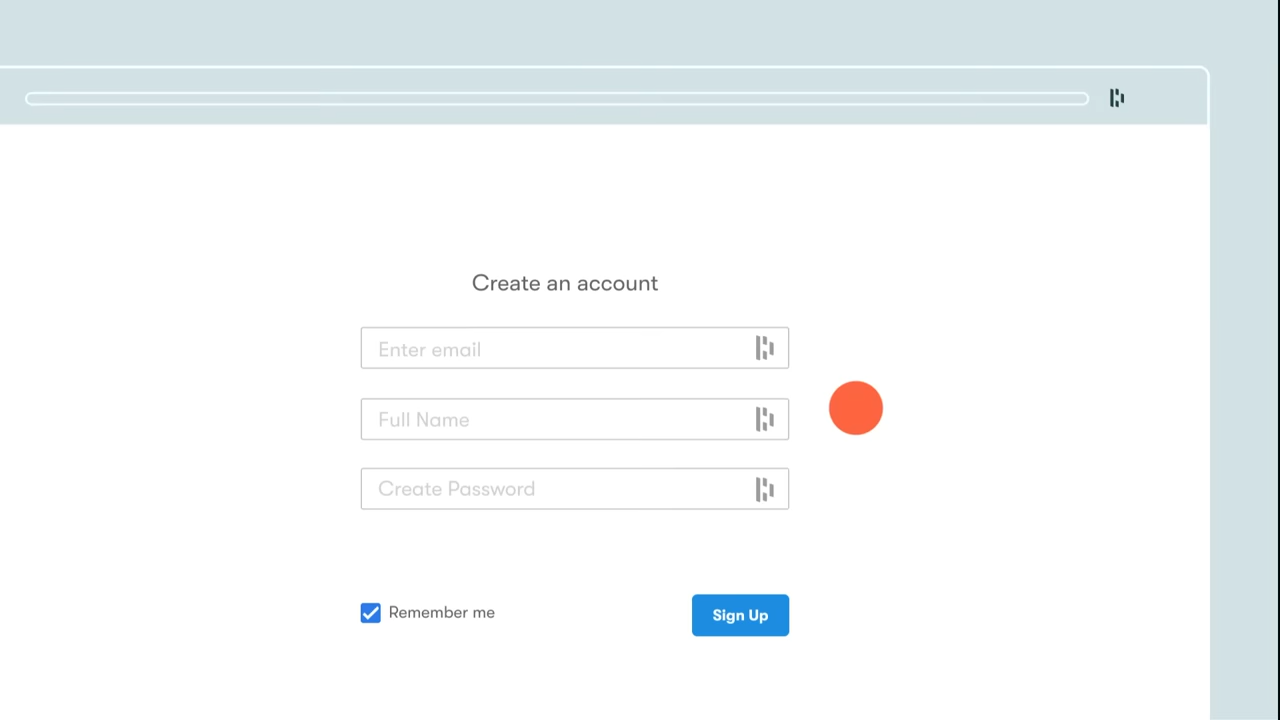 Create an account
Enter email
Full Name
Create Password
Remember me
Sign Up